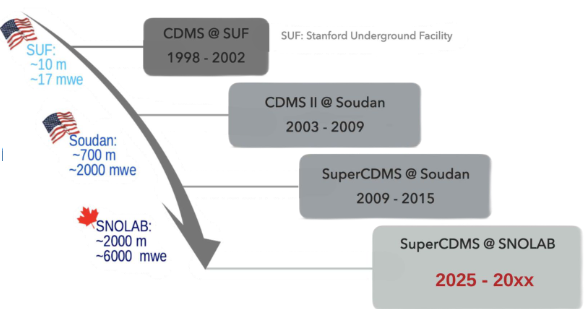 CDMS @ SUF
1998 - 2002
SUF: Stanford Underground Facility
SUF:
~10 m
~17 mwe
CDMS II @ Soudan
2003 - 2009
Soudan:
~700 m
~2000 mwe
SuperCDMS @ Soudan
2009 - 2015
SNOLAB:
~2000 m
~6000 mwe
SuperCDMS @ SNOLAB
2025 - 20xx